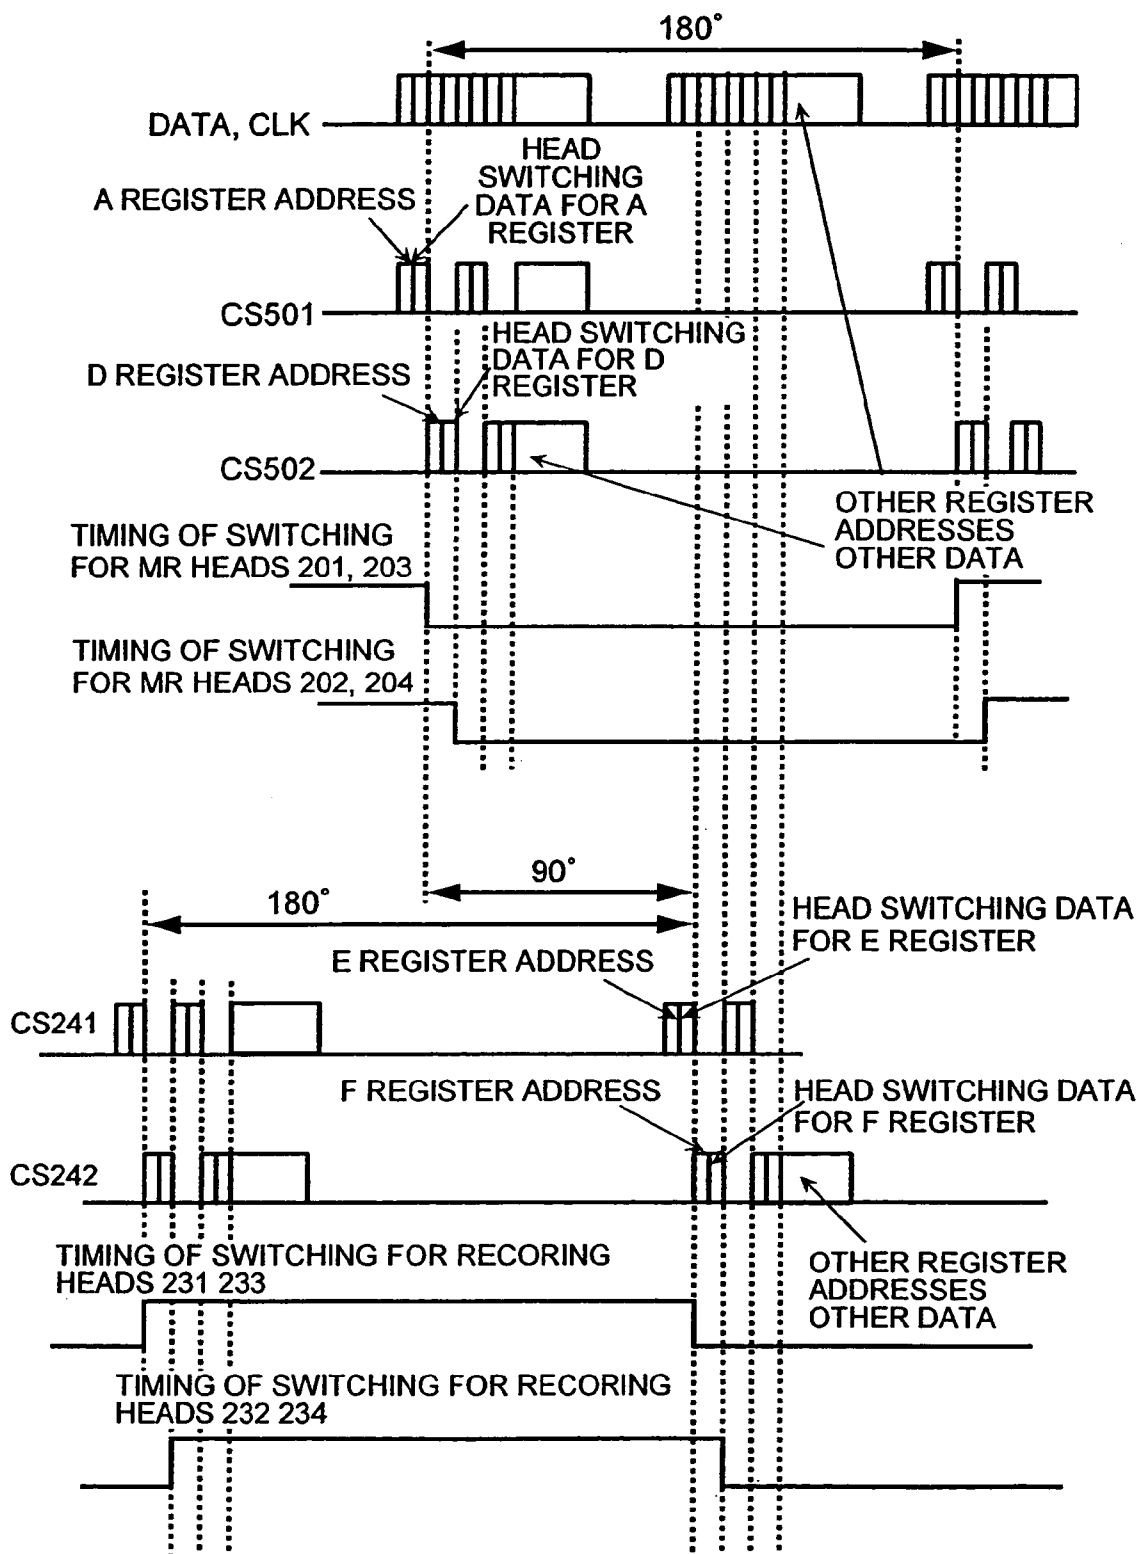 180°
DATA, CLK
HEAD
SWITCHING
DATA FOR A
REGISTER
A REGISTER ADDRESS
CS501
HEAD SWITCHING
DATA FOR D
REGISTER
D REGISTER ADDRESS
CS502
OTHER REGISTER
ADDRESSES
OTHER DATA
TIMING OF SWITCHING
FOR MR HEADS 201, 203
TIMING OF SWITCHING
FOR MR HEADS 202, 204
90°
180°
HEAD SWITCHING DATA
FOR E REGISTER
E REGISTER ADDRESS
CS241
F REGISTER ADDRESS
HEAD SWITCHING DATA
FOR F REGISTER
CS242
TIMING OF SWITCHING FOR RECORING
HEADS 231 233
OTHER REGISTER
ADDRESSES
OTHER DATA
TIMING OF SWITCHING FOR RECORING
HEADS 232 234